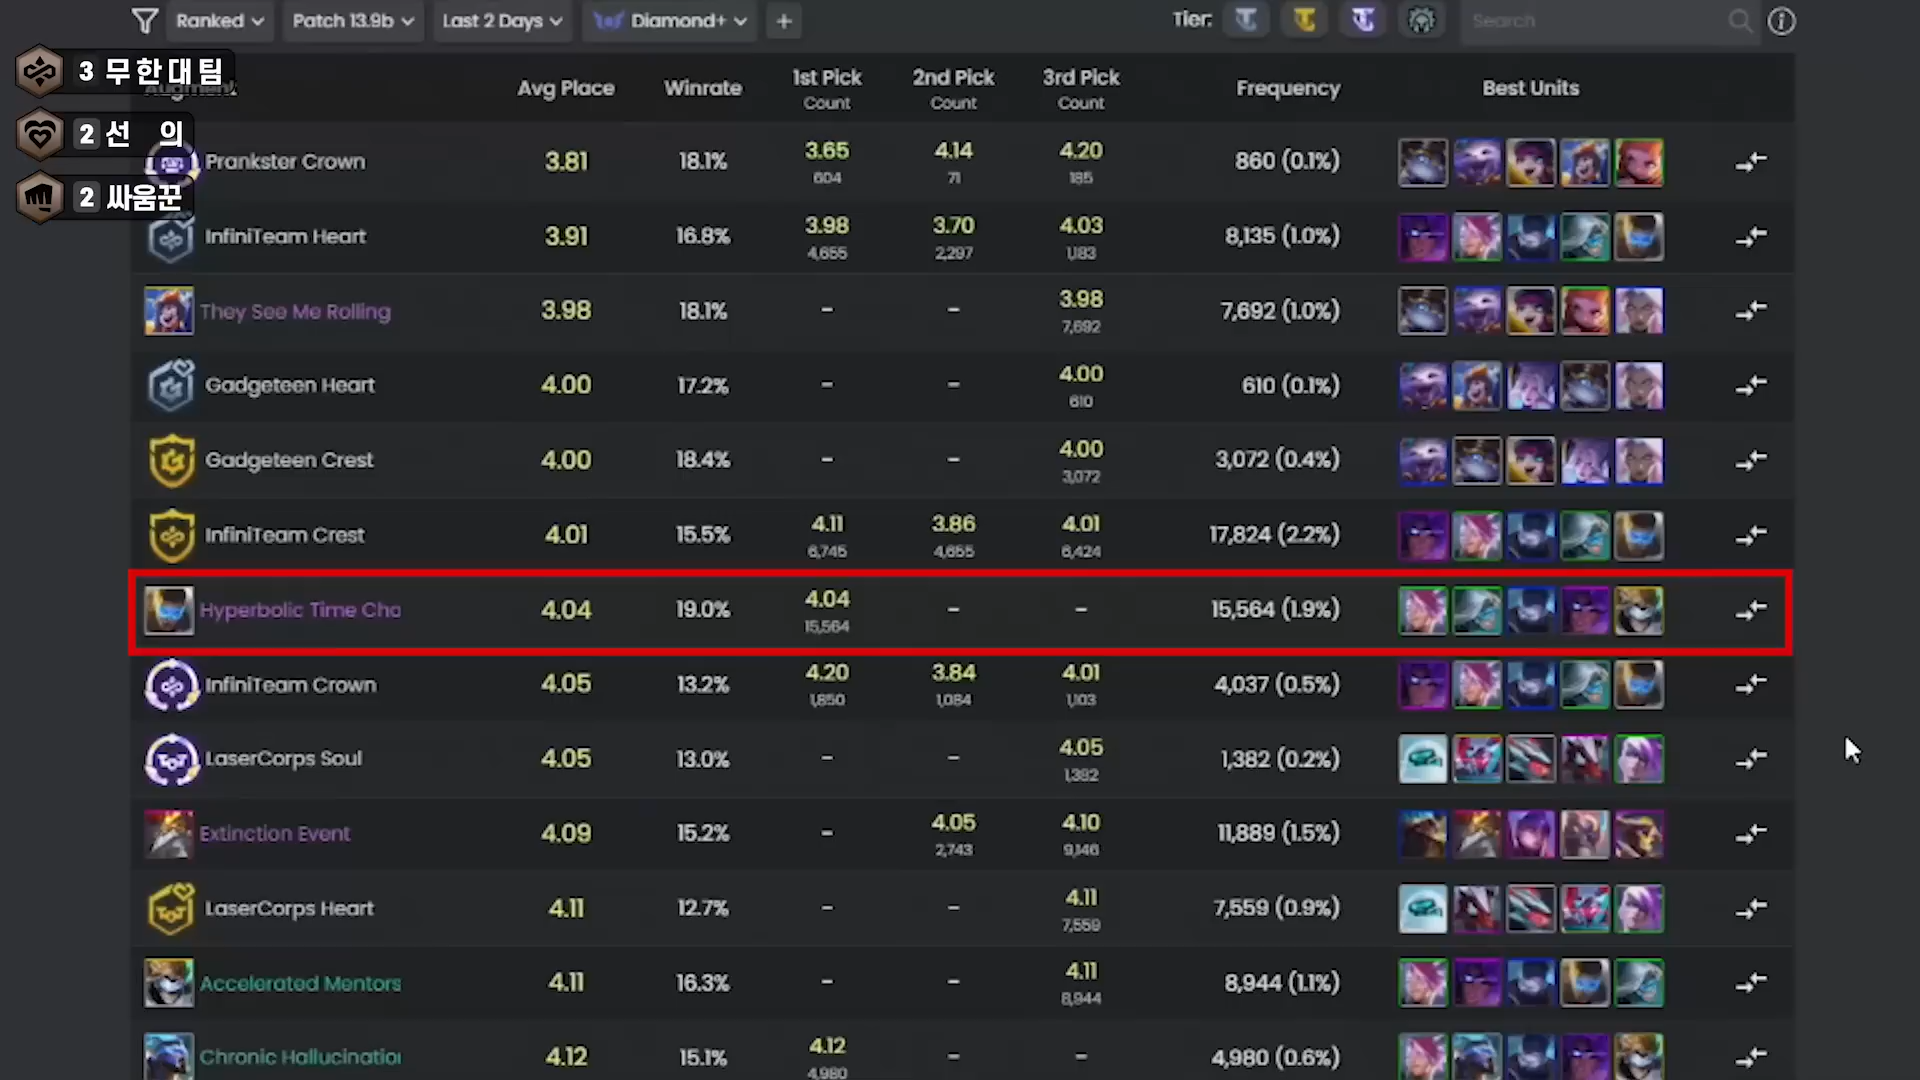 Ranked
Patch 13.9b
Last 2 Days
Diamond+
+
Tier:
Search
3 무한대팀
2 선 의
2 싸움꾼
Augment
Avg Place
Winrate
1st Pick
Count
2nd Pick
Count
3rd Pick
Count
Frequency
Best Units
Prankster Crown 3.81 18.1% 3.65 4.14 4.20 860 (0.1%)
604 71 185
InfiniTeam Heart 3.91 16.8% 3.98 3.70 4.03 8,135 (1.0%)
4,655 2,297 1,183
They See Me Rolling 3.98 18.1% - - 3.98 7,692 (1.0%)
7,692
Gadgeteen Heart 4.00 17.2% - - 4.00 610 (0.1%)
610
Gadgeteen Crest 4.00 18.4% - - 4.00 3,072 (0.4%)
3,072
InfiniTeam Crest 4.01 15.5% 4.11 3.86 4.01 17,824 (2.2%)
6,745 4,655 6,424
Hyperbolic Time Cha 4.04 19.0% 4.04 - - 15,564 (1.9%)
15,564
InfiniTeam Crown 4.05 13.2% 4.20 3.84 4.01 4,037 (0.5%)
1,850 1,084 1,103
LaserCorps Soul 4.05 13.0% - - 4.05 1,382 (0.2%)
1,382
Extinction Event 4.09 15.2% - 4.05 4.10 11,889 (1.5%)
2,743 9,146
LaserCorps Heart 4.11 12.7% - - 4.11 7,559 (0.9%)
7,559
Accelerated Mentors 4.11 16.3% - - 4.11 8,944 (1.1%)
8,944
Chronic Hallucination 4.12 15.1% 4.12 - - 4,980 (0.6%)
4,980